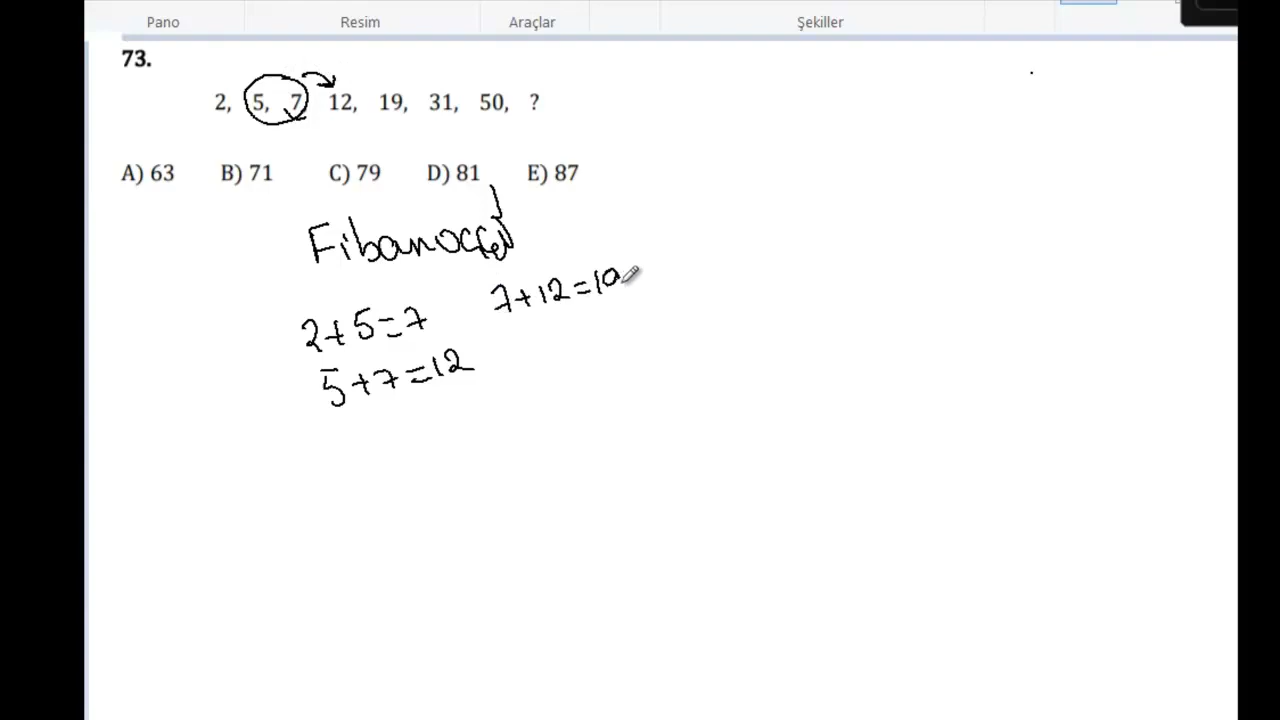 Pano Resim Araçlar Şekiller
73.
2, 5, 7 12, 19, 31, 50, ?
A) 63 B) 71 C) 79 D) 81 E) 87
2+5=7
7+12=19
5+7=12